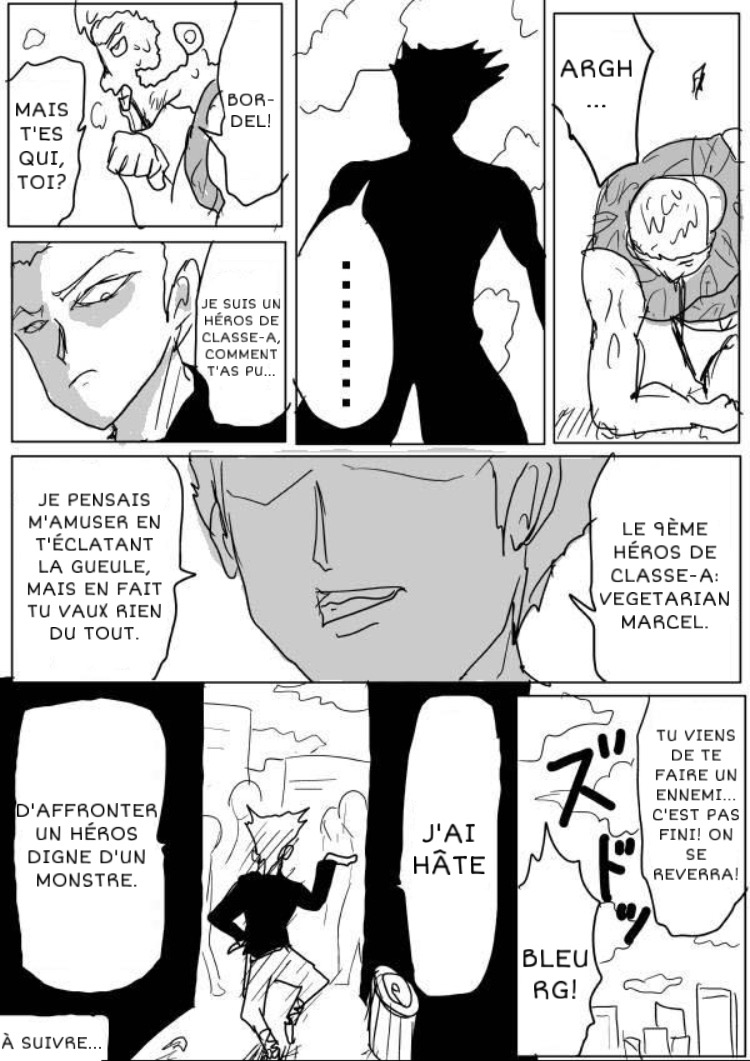 ARGH
...
BOR-
DEL!
MAIS
T'ES
QUI,
TOI?
JE SUIS UN
HÉROS DE
CLASSE-A,
COMMENT
T'AS PU...
LE 9ÈME
HÉROS DE
CLASSE-A:
VEGETARIAN
MARCEL.
JE PENSAIS
M'AMUSER EN
T'ÉCLATANT
LA GUEULE,
MAIS EN FAIT
TU VAUX RIEN
DU TOUT.
TU VIENS
DE TE
FAIRE UN
ENNEMI...
C'EST PAS
FINI! ON
SE
REVERRA!
ズドッ
BLEU
RG!
J'AI
HÂTE
D'AFFRONTER
UN HÉROS
DIGNE D'UN
MONSTRE.
À SUIVRE...